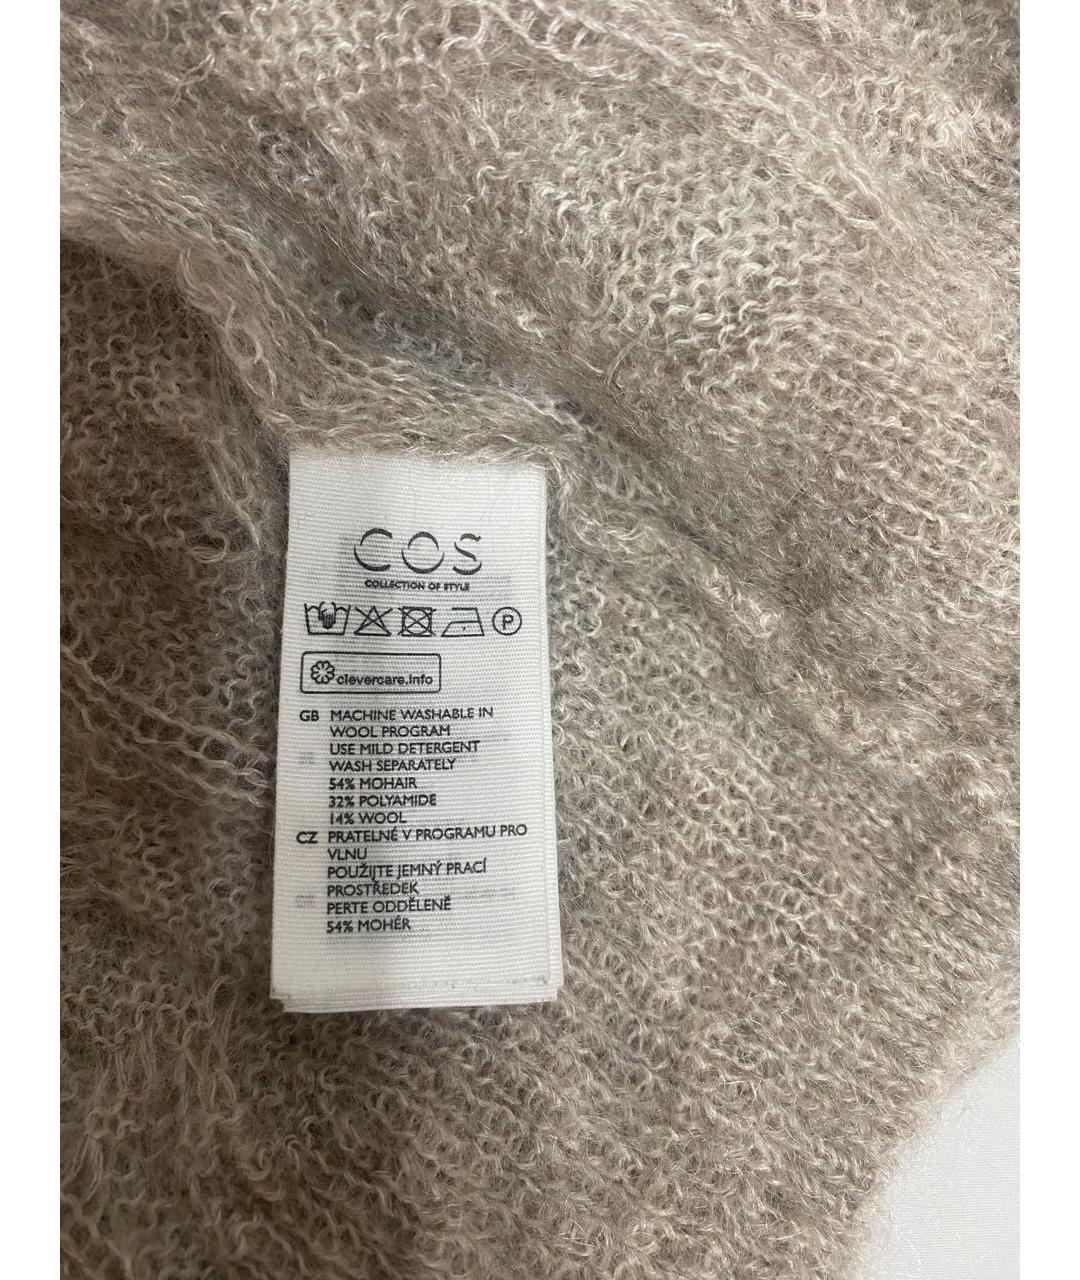 COS
COLLECTION OF STYLE
P
clevercare.info
GB MACHINE WASHABLE IN
WOOL PROGRAM
USE MILD DETERGENT
WASH SEPARATELY
54% MOHAIR
32% POLYAMIDE
14% WOOL
CZ PRATELNÉ V PROGRAMU PRO
VLNU
POUŽIJTE JEMNÝ PRACÍ
PROSTŘEDEK
PERTE ODDĚLENĚ
54% MOHÉR